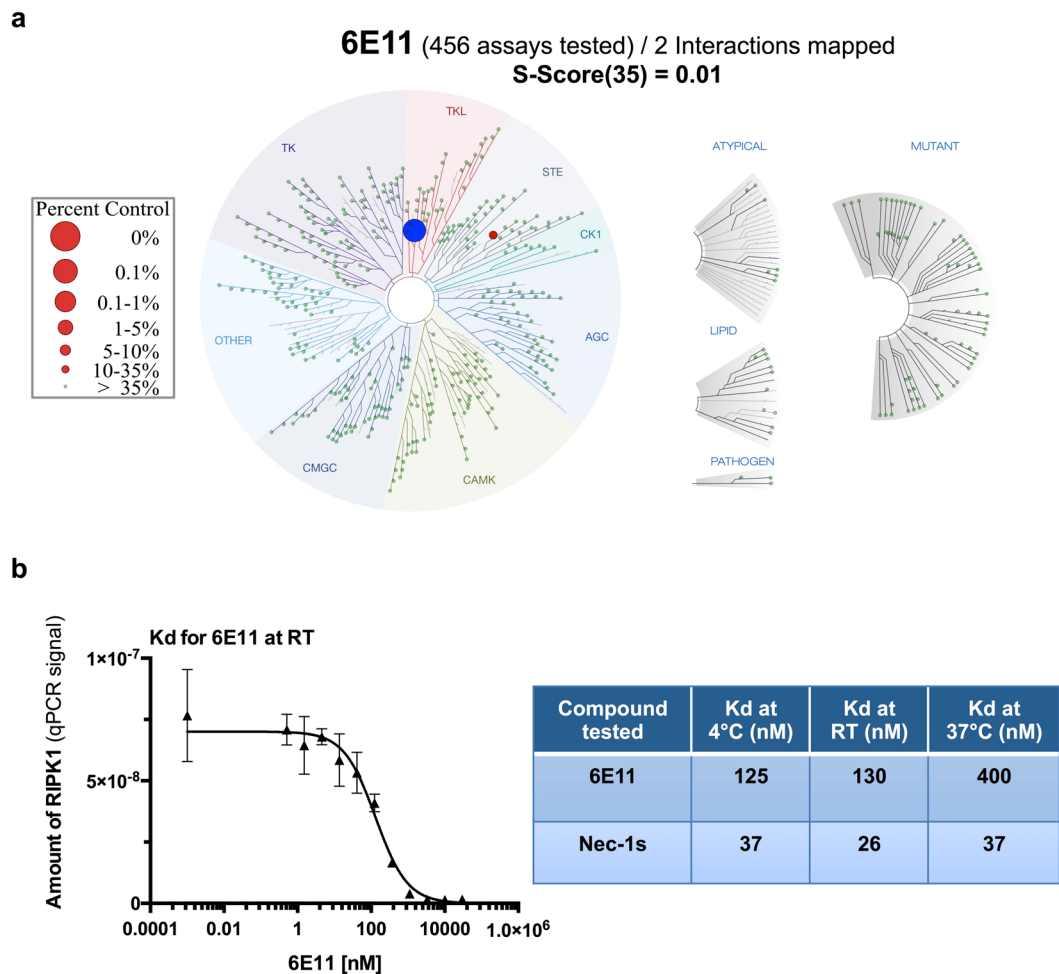 a
6E11 (456 assays tested) / 2 Interactions mapped
S-Score(35) = 0.01
Percent Control
0%
0.1%
0.1-1%
1-5%
5-10%
10-35%
> 35%
TK
TKL
STE
CK1
AGC
CAMK
CMGC
OTHER
ATYPICAL
LIPID
PATHOGEN
MUTANT
b
Kd for 6E11 at RT
Amount of RIPK1 (qPCR signal)
1×10-7
5×10-8
0
0.0001 0.01 1 100 10000 1.0×106
6E11 [nM]
Compound tested Kd at 4°C (nM) Kd at RT (nM) Kd at 37°C (nM)
6E11 125 130 400
Nec-1s 37 26 37